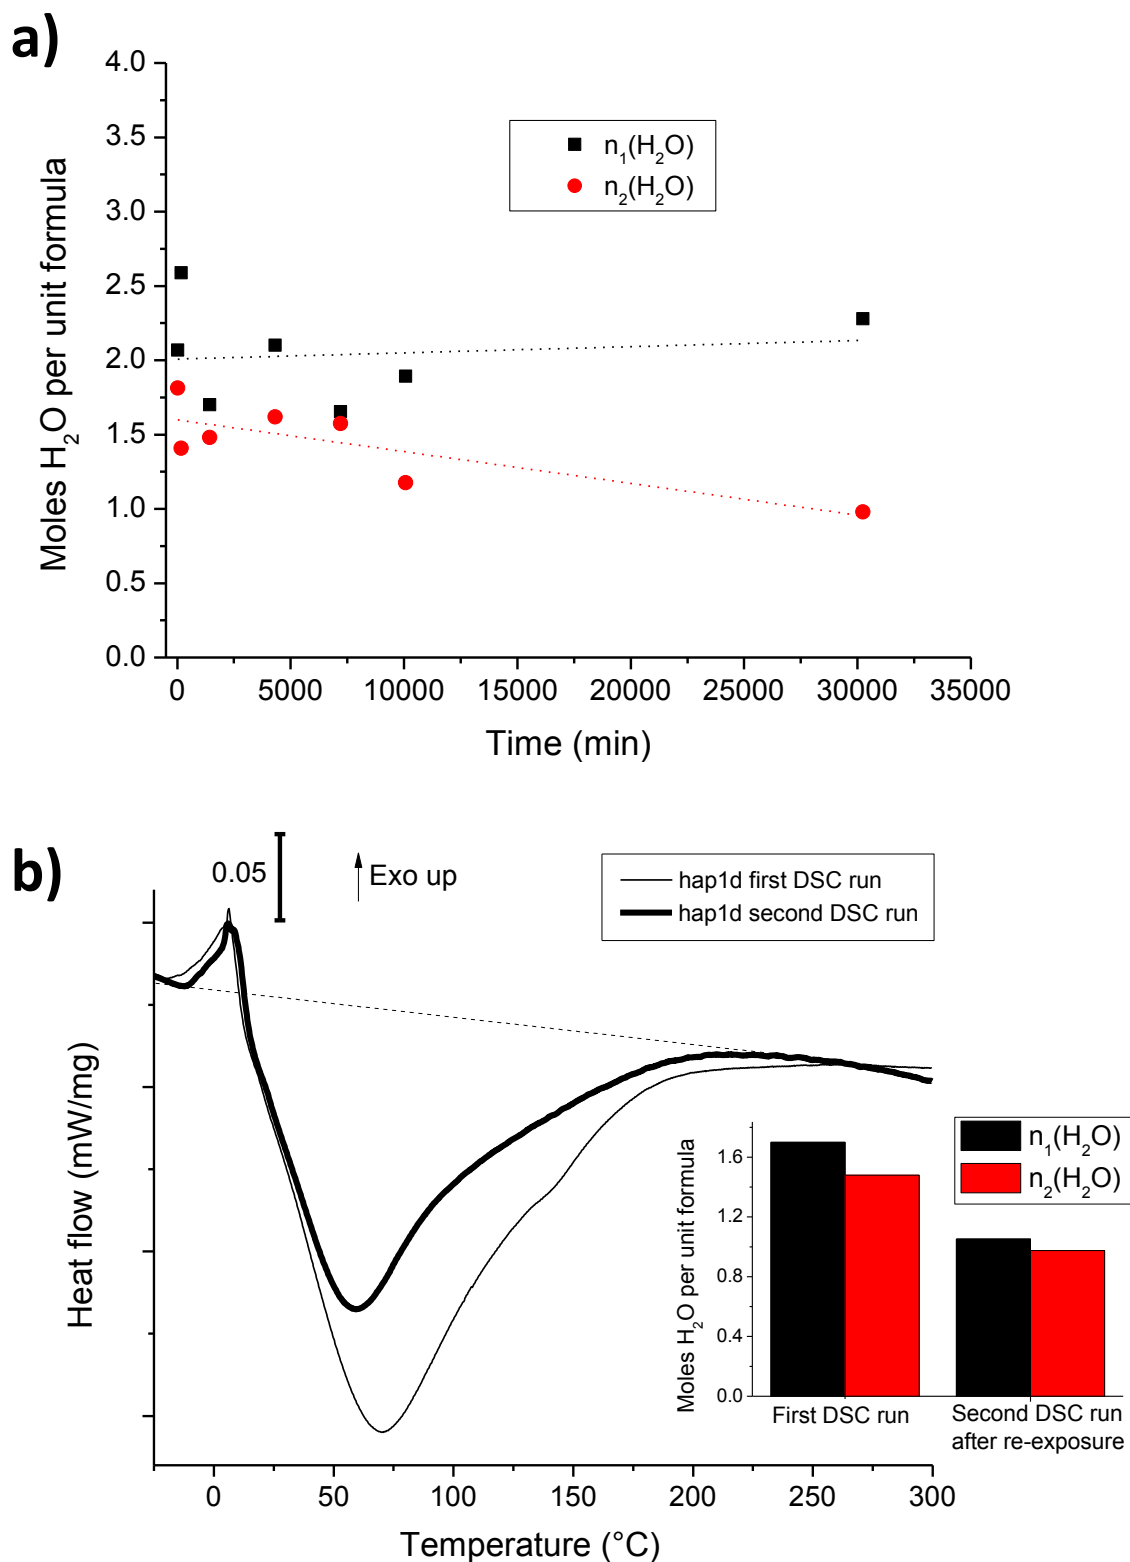 a)
4.0
3.5
3.0
2.5
2.0
1.5
1.0
0.5
0.0
Moles H₂O per unit formula
n₁(H₂O)
n₂(H₂O)
0 5000 10000 15000 20000 25000 30000 35000
Time (min)
b)
0.05
Exo up
hap1d first DSC run
hap1d second DSC run
Heat flow (mW/mg)
n₁(H₂O)
n₂(H₂O)
1.6
1.2
0.8
0.4
0.0
Moles H₂O per unit formula
First DSC run
Second DSC run
after re-exposure
0 50 100 150 200 250 300
Temperature (°C)